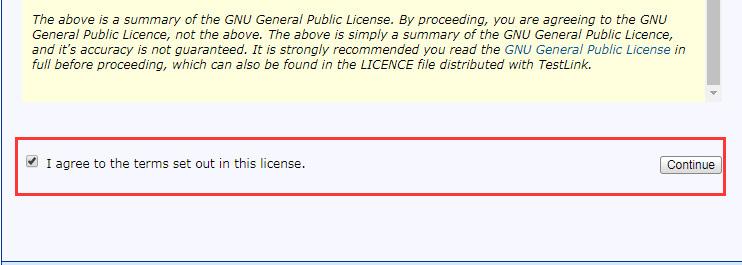 The above is a summary of the GNU General Public License. By proceeding, you are agreeing to the GNU
General Public Licence, not the above. The above is simply a summary of the GNU General Public Licence,
and it's accuracy is not guaranteed. It is strongly recommended you read the GNU General Public License in
full before proceeding, which can also be found in the LICENCE file distributed with TestLink.
I agree to the terms set out in this license. Continue